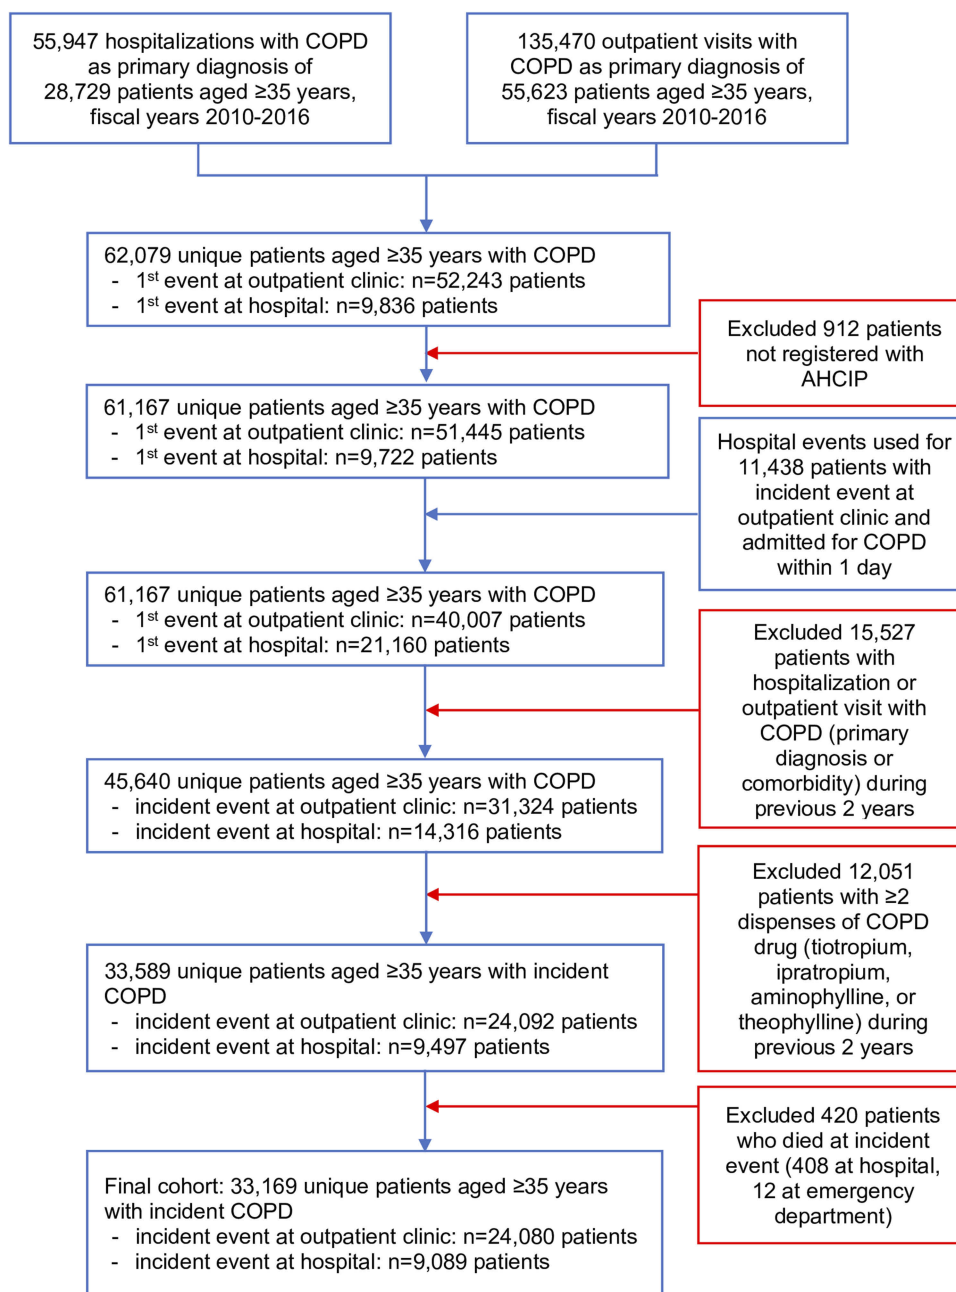 55,947 hospitalizations with COPD
as primary diagnosis of
28,729 patients aged ≥35 years,
fiscal years 2010-2016
135,470 outpatient visits with
COPD as primary diagnosis of
55,623 patients aged ≥35 years,
fiscal years 2010-2016
62,079 unique patients aged ≥35 years with COPD
- 1st event at outpatient clinic: n=52,243 patients
- 1st event at hospital: n=9,836 patients
Excluded 912 patients
not registered with
AHCIP
61,167 unique patients aged ≥35 years with COPD
- 1st event at outpatient clinic: n=51,445 patients
- 1st event at hospital: n=9,722 patients
Hospital events used for
11,438 patients with
incident event at
outpatient clinic and
admitted for COPD
within 1 day
61,167 unique patients aged ≥35 years with COPD
- 1st event at outpatient clinic: n=40,007 patients
- 1st event at hospital: n=21,160 patients
Excluded 15,527
patients with
hospitalization or
outpatient visit with
COPD (primary
diagnosis or
comorbidity) during
previous 2 years
45,640 unique patients aged ≥35 years with COPD
- incident event at outpatient clinic: n=31,324 patients
- incident event at hospital: n=14,316 patients
Excluded 12,051
patients with ≥2
dispenses of COPD
drug (tiotropium,
ipratropium,
aminophylline, or
theophylline) during
previous 2 years
33,589 unique patients aged ≥35 years with incident
COPD
- incident event at outpatient clinic: n=24,092 patients
- incident event at hospital: n=9,497 patients
Excluded 420 patients
who died at incident
event (408 at hospital,
12 at emergency
department)
Final cohort: 33,169 unique patients aged ≥35 years
with incident COPD
- incident event at outpatient clinic: n=24,080 patients
- incident event at hospital: n=9,089 patients